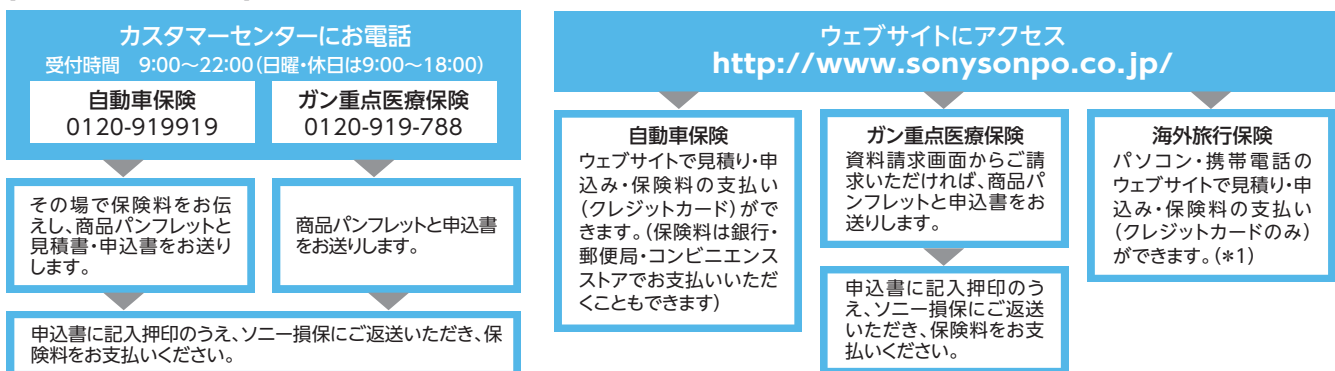 カスタマーセンターにお電話
受付時間　9:00〜22:00(日曜・休日は9:00〜18:00)
自動車保険
0120-919919
ガン重点医療保険
0120-919-788
その場で保険料をお伝
えし、商品パンフレットと
見積書・申込書をお送り
します。
商品パンフレットと申込書
をお送りします。
申込書に記入押印のうえ、ソニー損保にご返送いただき、保
険料をお支払いください。
ウェブサイトにアクセス
http://www.sonysonpo.co.jp/
自動車保険
ウェブサイトで見積り・申
込み・保険料の支払い
(クレジットカード)がで
きます。(保険料は銀行・
郵便局・コンビニエンス
ストアでお支払いいただ
くこともできます)
ガン重点医療保険
資料請求画面からご請
求いただければ、商品パ
ンフレットと申込書をお
送りします。
申込書に記入押印のう
え、ソニー損保にご返送
いただき、保険料をお支
払いください。
海外旅行保険
パソコン・携帯電話の
ウェブサイトで見積り・申
込み・保険料の支払い
(クレジットカードのみ)
ができます。(*1)